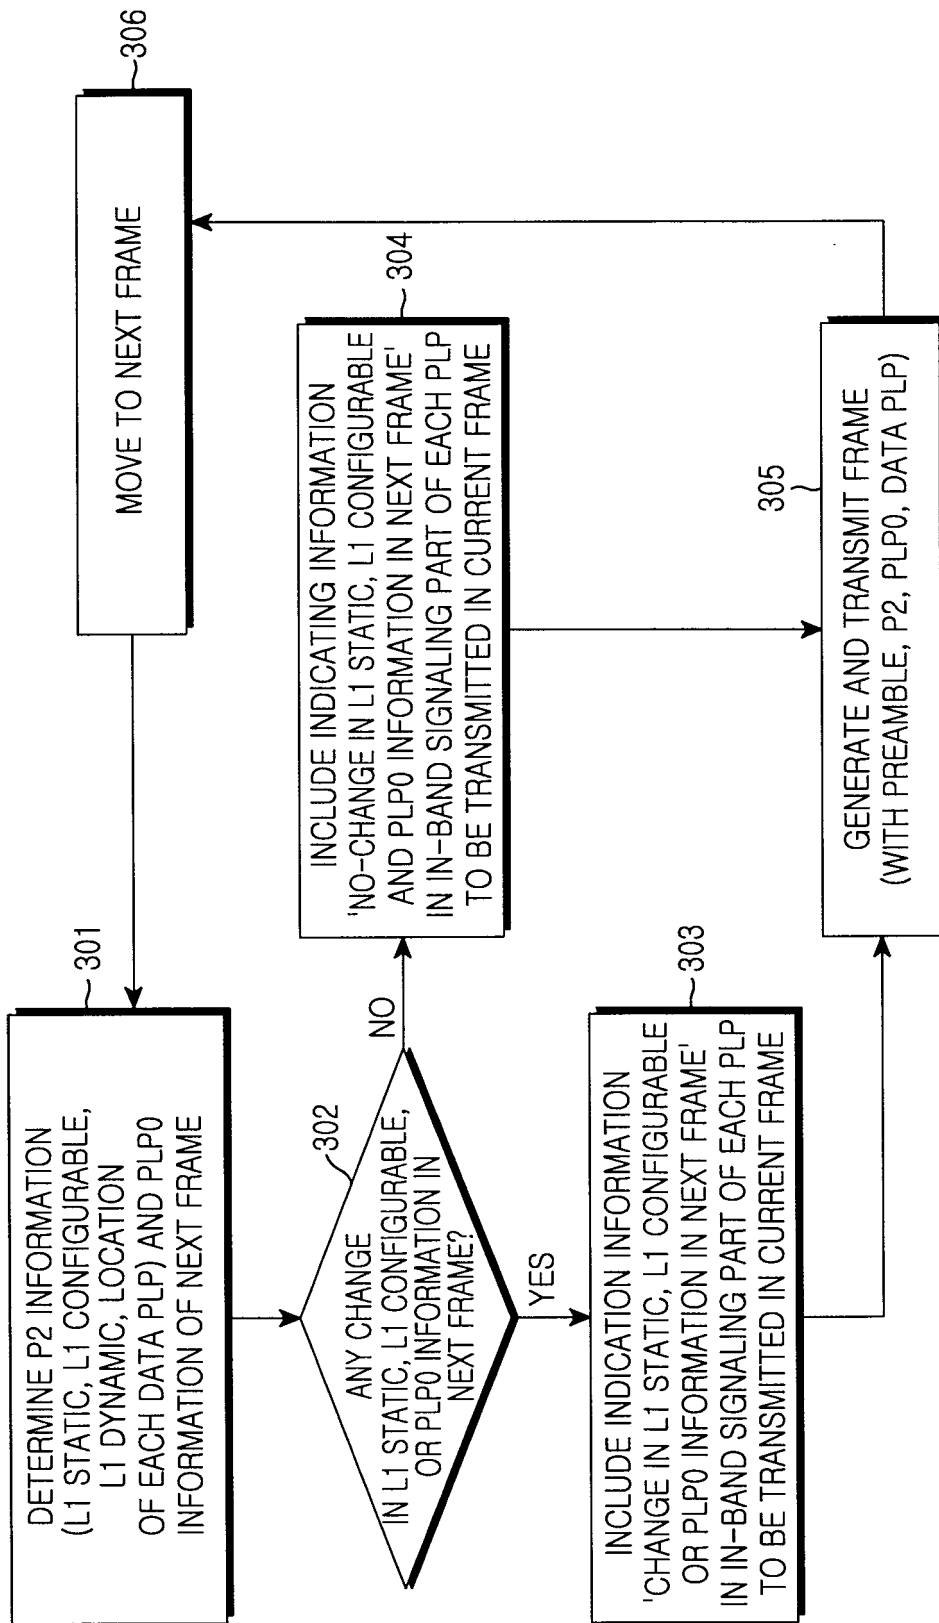 DETERMINE P2 INFORMATION
(L1 STATIC, L1 CONFIGURABLE,
L1 DYNAMIC, LOCATION
OF EACH DATA PLP) AND PLP0
INFORMATION OF NEXT FRAME
301
ANY CHANGE
IN L1 STATIC, L1 CONFIGURABLE,
OR PLP0 INFORMATION IN
NEXT FRAME?
302
YES
NO
INCLUDE INDICATION INFORMATION
'CHANGE IN L1 STATIC, L1 CONFIGURABLE
OR PLP0 INFORMATION IN NEXT FRAME'
IN IN-BAND SIGNALING PART OF EACH PLP
TO BE TRANSMITTED IN CURRENT FRAME
303
INCLUDE INDICATING INFORMATION
'NO-CHANGE IN L1 STATIC, L1 CONFIGURABLE
AND PLP0 INFORMATION IN NEXT FRAME'
IN IN-BAND SIGNALING PART OF EACH PLP
TO BE TRANSMITTED IN CURRENT FRAME
304
305
GENERATE AND TRANSMIT FRAME
(WITH PREAMBLE, P2, PLP0, DATA PLP)
MOVE TO NEXT FRAME
306